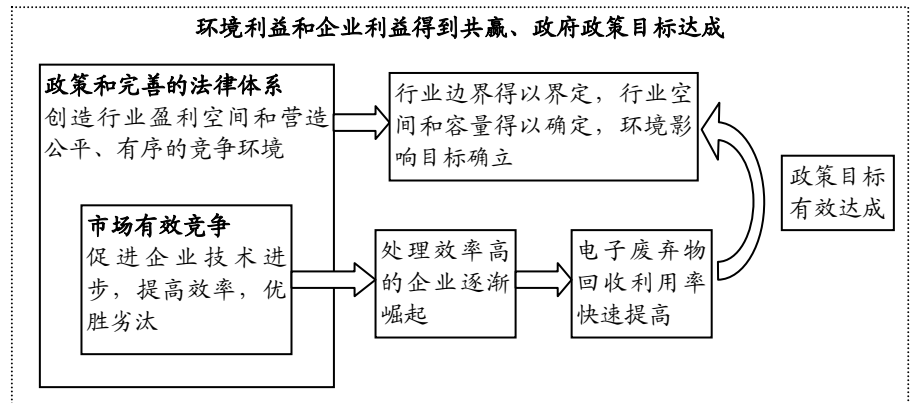 环境利益和企业利益得到共赢、政府政策目标达成
政策和完善的法律体系
创造行业盈利空间和营造
公平、有序的竞争环境
行业边界得以界定，行业空
间和容量得以确定，环境影
响目标确立
政策目标
有效达成
市场有效竞争
促进企业技术进
步，提高效率，优
胜劣汰
处理效率高
的企业逐渐
崛起
电子废弃物
回收利用率
快速提高